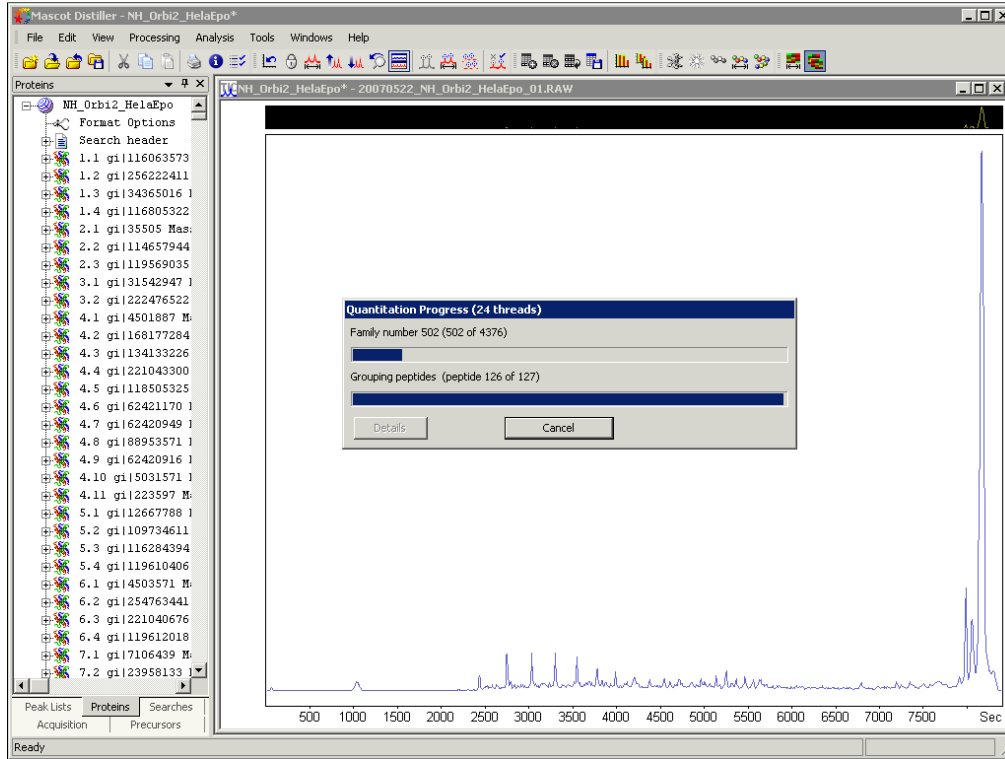 Mascot Distiller - NH_Orbi2_HelaEpo*
File Edit View Processing Analysis Tools Windows Help
Proteins
NH_Orbi2_HelaEpo* - 20070522_NH_Orbi2_HelaEpo_01.RAW
NH_Orbi2_HelaEpo
Format Options
Search header
1.1 gi|116063573
1.2 gi|256222411
1.3 gi|34365016
1.4 gi|116805322
2.1 gi|35505 Mas
2.2 gi|114657944
2.3 gi|119569035
3.1 gi|31542947
3.2 gi|222476522
4.1 gi|4501887 M
4.2 gi|168177284
4.3 gi|134133226
4.4 gi|221043300
4.5 gi|118505325
4.6 gi|62421170
4.7 gi|62420949
4.8 gi|88953571
4.9 gi|62420916
4.10 gi|5031571
4.11 gi|223597 M
5.1 gi|12667788
5.2 gi|109734611
5.3 gi|116284394
5.4 gi|119610406
6.1 gi|4503571 M
6.2 gi|254763441
6.3 gi|221040676
6.4 gi|119612018
7.1 gi|7106439 M
7.2 gi|23958133
Quantitation Progress (24 threads)
Family number 502 (502 of 4376)
Grouping peptides (peptide 126 of 127)
Details Cancel
500 1000 1500 2000 2500 3000 3500 4000 4500 5000 5500 6000 6500 7000 7500 Sec
Peak Lists Proteins Searches
Acquisition Precursors
Ready